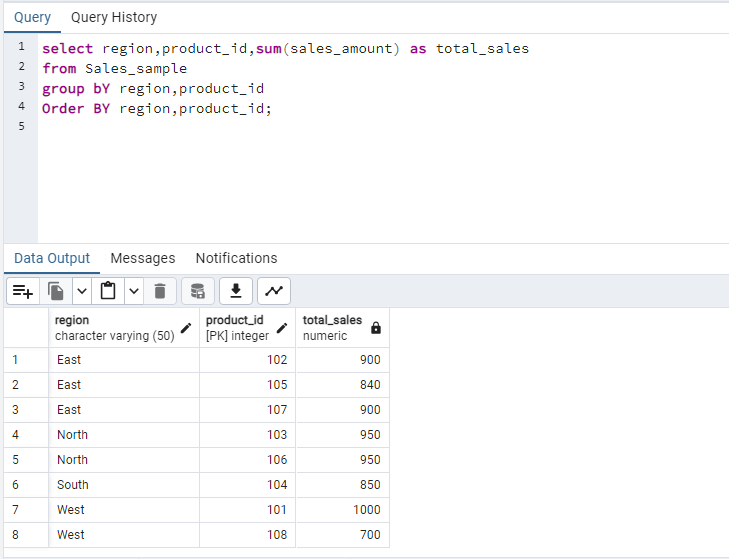 Query Query History
1 select region,product_id,sum(sales_amount) as total_sales
2 from Sales_sample
3 group bY region,product_id
4 Order BY region,product_id;
5
Data Output Messages Notifications
region product_id total_sales
character varying (50) [PK] integer numeric
1 East 102 900
2 East 105 840
3 East 107 900
4 North 103 950
5 North 106 950
6 South 104 850
7 West 101 1000
8 West 108 700